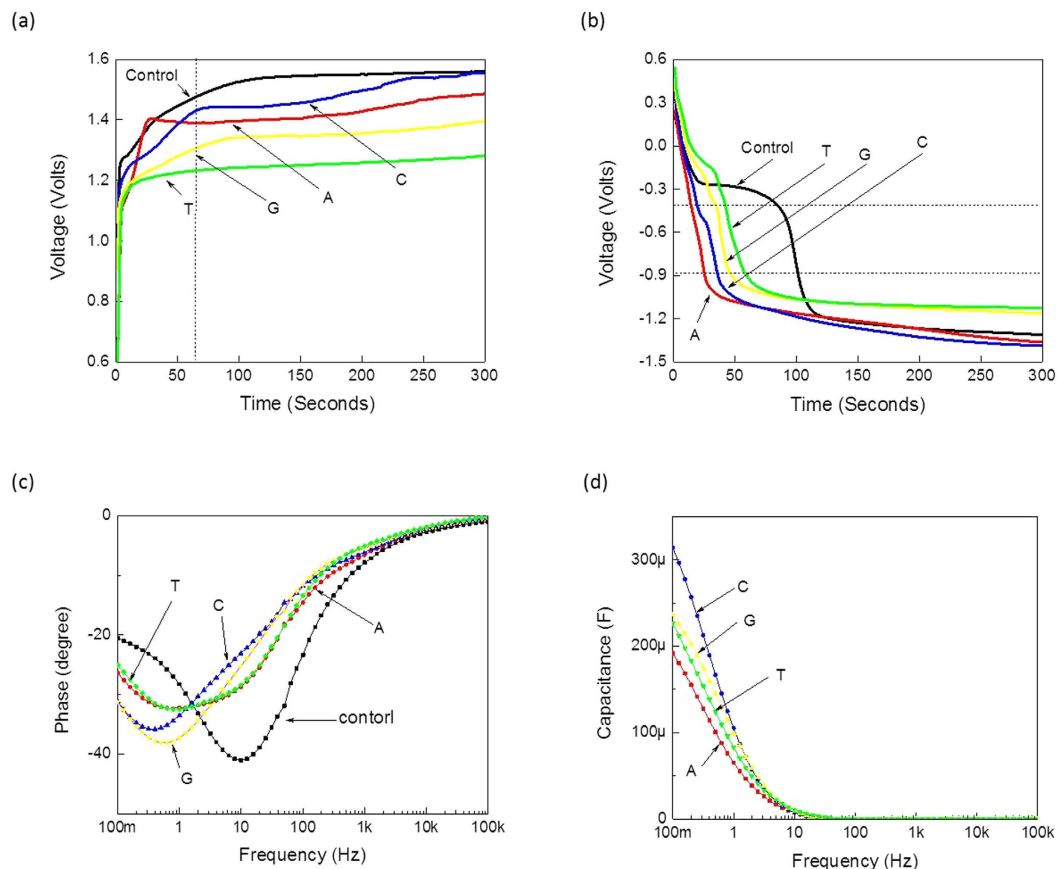 (a)
1.6
1.4
1.2
1.0
0.8
0.6
Voltage (Volts)
Control
T
G
A
C
0 50 100 150 200 250 300
Time (Seconds)
(b)
0.3
0.0
-0.3
-0.6
-0.9
-1.2
-1.5
Voltage (Volts)
Control
T
G
C
A
0 50 100 150 200 250 300
Time (Seconds)
(c)
0
-20
-40
Phase (degree)
T
C
A
G
contorl
100m 1 10 100 1k 10k 100k
Frequency (Hz)
(d)
300µ
200µ
100µ
0
Capacitance (F)
C
G
T
A
100m 1 10 100 1k 10k 100k
Frequency (Hz)